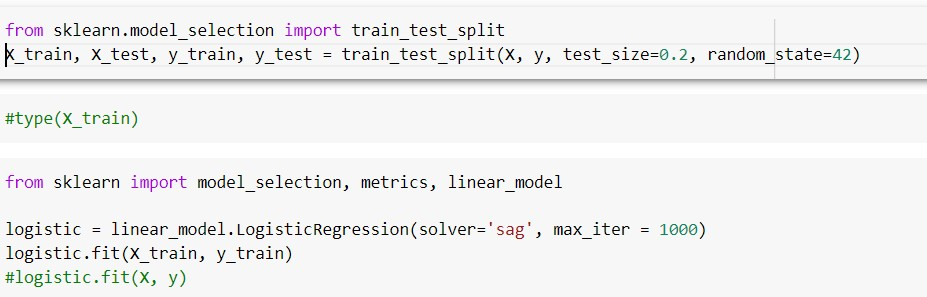 from sklearn.model_selection import train_test_split
X_train, X_test, y_train, y_test = train_test_split(X, y, test_size=0.2, random_state=42)
#type(X_train)
from sklearn import model_selection, metrics, linear_model
logistic = linear_model.LogisticRegression(solver='sag', max_iter = 1000)
logistic.fit(X_train, y_train)
#logistic.fit(X, y)